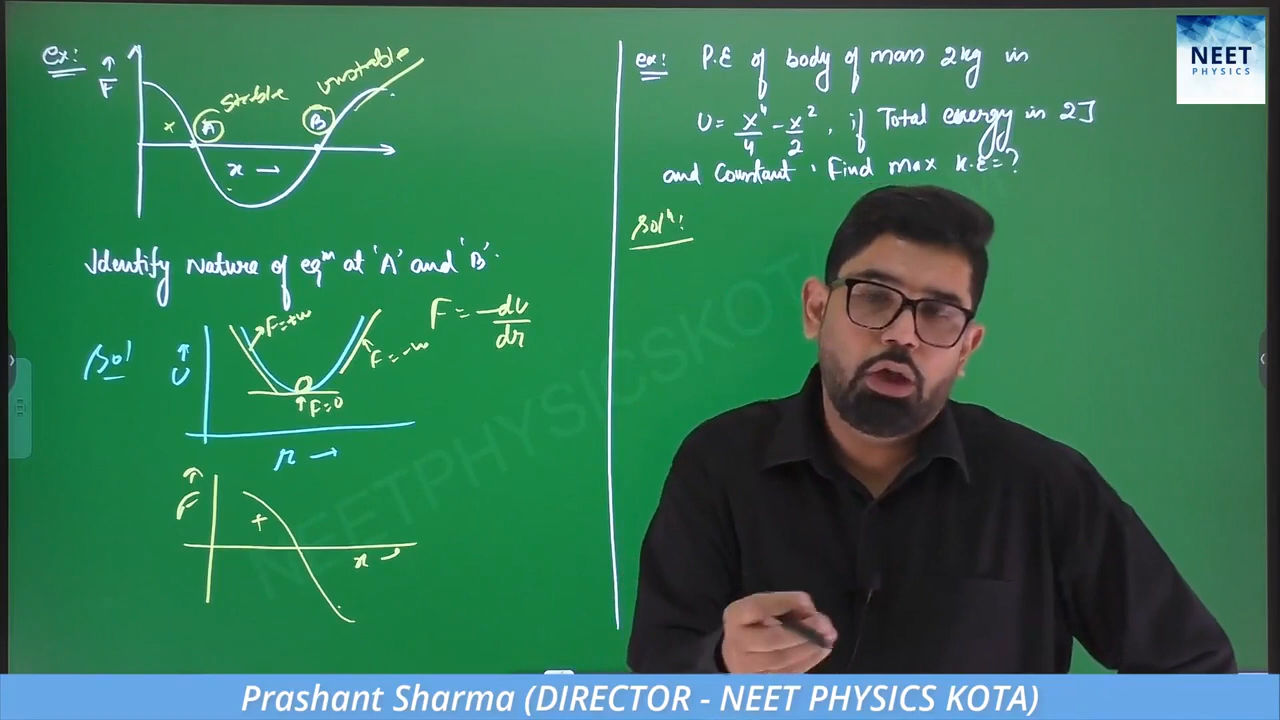 ex:
↑
F
A
Stable
B
Unstable
x →
Identify Nature of eqᵐ at 'A' and 'B'.
Sol
↑
U
F=+ve
F=-ve
↑ F=0
r →
F = -dU/dr
↑
F
+
x →
ex: P.E of body of mass 2kg is
U = x⁴/4 - x²/2, if Total energy is 2J
and Constant, Find max K.E=?
Solⁿ:
NEET
PHYSICS
NEETPHYSICSKOTA
Prashant Sharma (DIRECTOR - NEET PHYSICS KOTA)